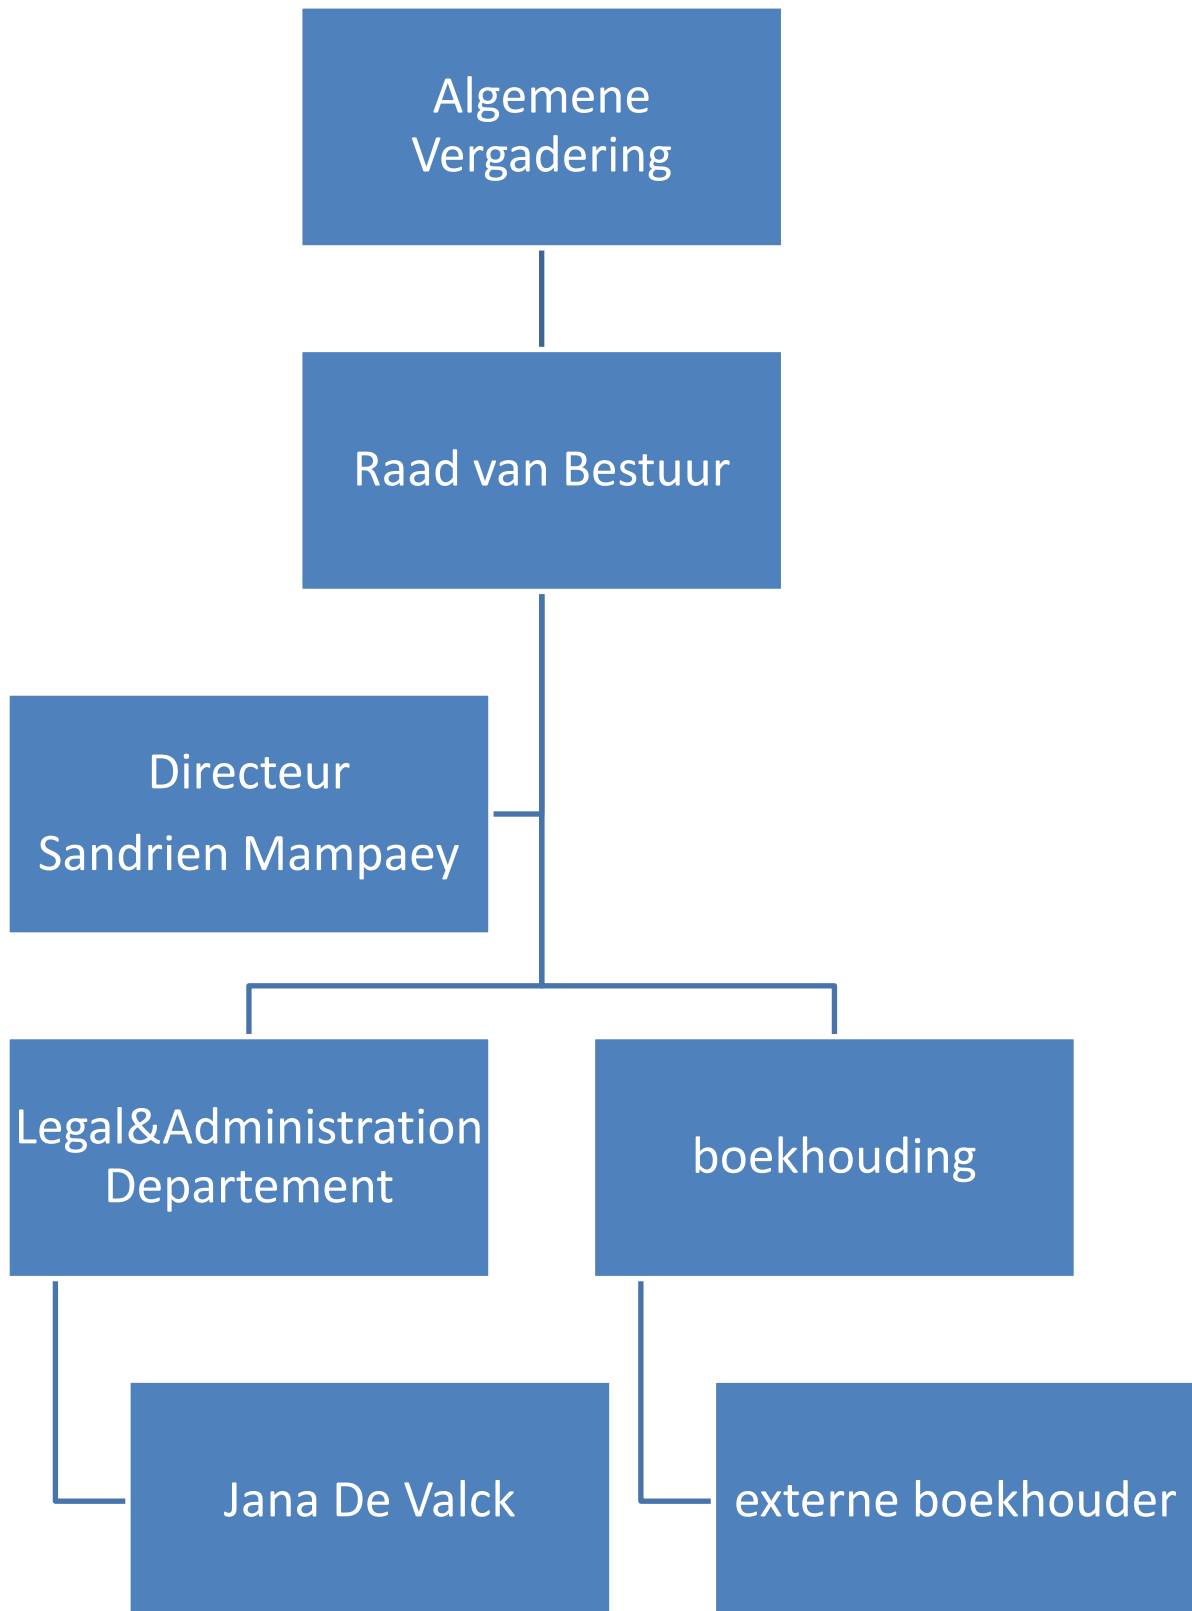 Algemene
Vergadering
Raad van Bestuur
Directeur
Sandrien Mampaey
Legal&Administration
Departement
boekhouding
Jana De Valck
externe boekhouder